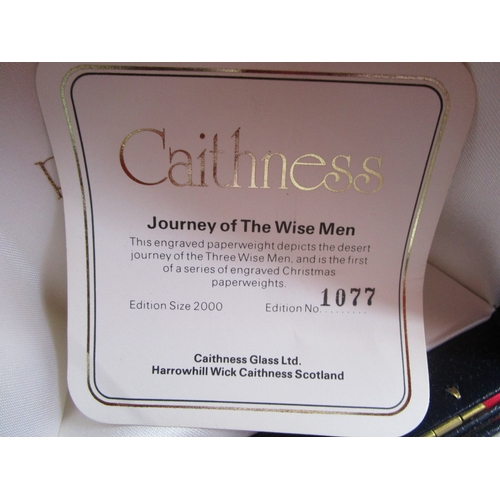 Caithness
Journey of The Wise Men
This engraved paperweight depicts the desert
journey of the Three Wise Men, and is the first
of a series of engraved Christmas
paperweights.
Edition Size 2000 Edition No. 1077
Caithness Glass Ltd.
Harrowhill Wick Caithness Scotland